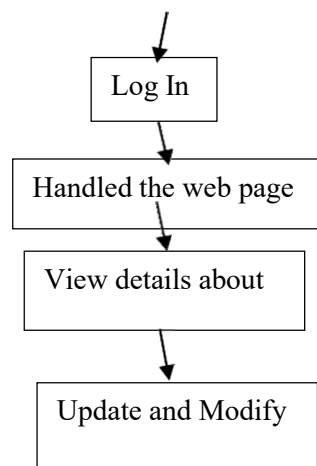 Log In
Handled the web page
View details about
Update and Modify